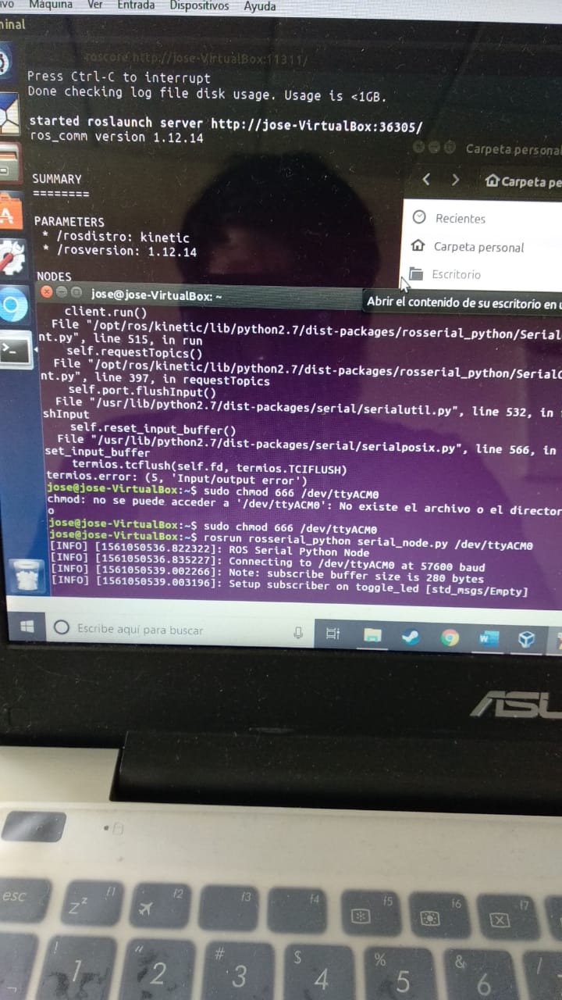 Máquina Ver Entrada Dispositivos Ayuda
roscore http://jose-VirtualBox:11311/
Press Ctrl-C to interrupt
Done checking log file disk usage. Usage is <1GB.
started roslaunch server http://jose-VirtualBox:36305/
ros_comm version 1.12.14
SUMMARY
========
PARAMETERS
* /rosdistro: kinetic
* /rosversion: 1.12.14
NODES
Carpeta personal
Carpeta pe
Recientes
Carpeta personal
Escritorio
Abrir el contenido de su escritorio en u
jose@jose-VirtualBox: ~
client.run()
File "/opt/ros/kinetic/lib/python2.7/dist-packages/rosserial_python/Serial
nt.py", line 515, in run
self.requestTopics()
File "/opt/ros/kinetic/lib/python2.7/dist-packages/rosserial_python/SerialC
nt.py", line 397, in requestTopics
self.port.flushInput()
File "/usr/lib/python2.7/dist-packages/serial/serialutil.py", line 532, in
shInput
self.reset_input_buffer()
File "/usr/lib/python2.7/dist-packages/serial/serialposix.py", line 566, in
set_input_buffer
termios.tcflush(self.fd, termios.TCIFLUSH)
termios.error: (5, 'Input/output error')
jose@jose-VirtualBox:~$ sudo chmod 666 /dev/ttyACM0
chmod: no se puede acceder a '/dev/ttyACM0': No existe el archivo o el director
o
jose@jose-VirtualBox:~$ sudo chmod 666 /dev/ttyACM0
jose@jose-VirtualBox:~$ rosrun rosserial_python serial_node.py /dev/ttyACM0
[INFO] [1561050536.822322]: ROS Serial Python Node
[INFO] [1561050536.835227]: Connecting to /dev/ttyACM0 at 57600 baud
[INFO] [1561050539.002266]: Note: subscribe buffer size is 280 bytes
[INFO] [1561050539.003196]: Setup subscriber on toggle_led [std_msgs/Empty]
Escribe aquí para buscar
ASU
esc f1 f2 f3 f4 f5 f6 f7
! " # $ % & /
1 2 3 4 5 6